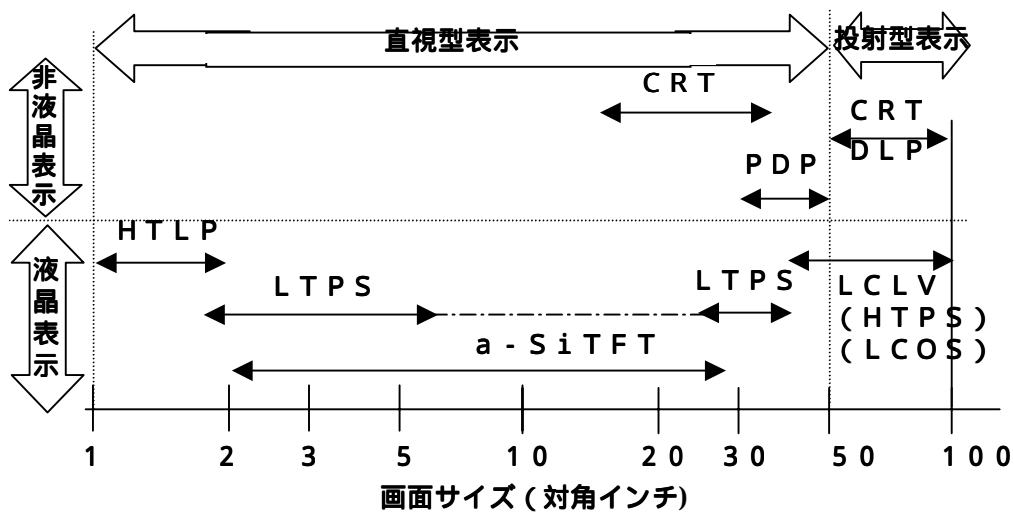 直視型表示
投射型表示
非液晶表示
CRT
CRT
DLP
PDP
HTLP
液晶表示
LTPS
LTPS
LCLV
(HTPS)
(LCOS)
a-SiTFT
1 2 3 5 10 20 30 50 100
画面サイズ(対角インチ)